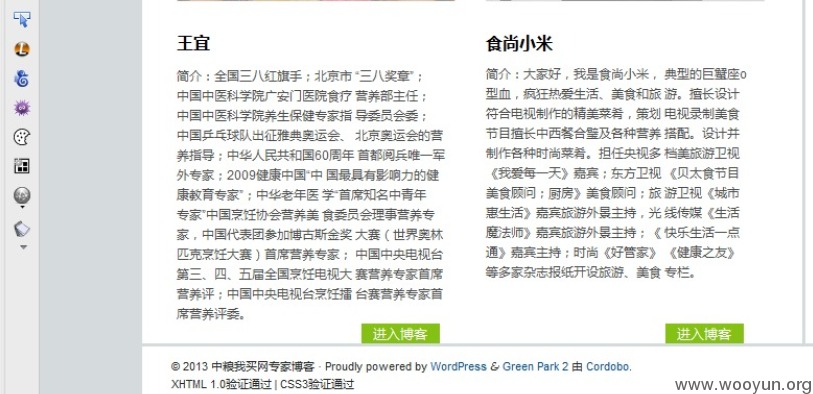 王宜
简介：全国三八红旗手；北京市 “三八奖章”；
中国中医科学院广安门医院食疗 营养部主任；
中国中医科学院养生保健专家指 导委员会委；
中国乒乓球队出征雅典奥运会、 北京奥运会的营
养指导；中华人民共和国60周年 首都阅兵唯一军
外专家；2009健康中国“中 国最具有影响力的健
康教育专家”；中华老年医 学“首席知名中青年
专家”中国烹饪协会营养美 食委员会理事营养专
家，中国代表团参加博古斯金奖 大赛（世界奥林
匹克烹饪大赛）首席营养专家； 中国中央电视台
第三、四、五届全国烹饪电视大 赛营养专家首席
营养评；中国中央电视台烹饪擂 台赛营养专家首
席营养评委。
进入博客
食尚小米
简介：大家好，我是食尚小米， 典型的巨蟹座o
型血，疯狂热爱生活、美食和旅 游。擅长设计
符合电视制作的精美菜肴，策划 电视录制美食
节目擅长中西餐合璧及各种营养 搭配。设计并
制作各种时尚菜肴。担任央视多 档美旅游卫视
《我爱每一天》嘉宾；东方卫视 《贝太食节目
美食顾问；厨房》美食顾问；旅 游卫视《城市
惠生活》嘉宾旅游外景主持，光 线传媒《生活
魔法师》嘉宾旅游外景主持；《 快乐生活一点
通》嘉宾主持；时尚《好管家》 《健康之友》
等多家杂志报纸开设旅游、美食 专栏。
进入博客
© 2013 中粮我买网专家博客 · Proudly powered by WordPress & Green Park 2 由 Cordobo.
XHTML 1.0验证通过 | CSS3验证通过
www.wooyun.org